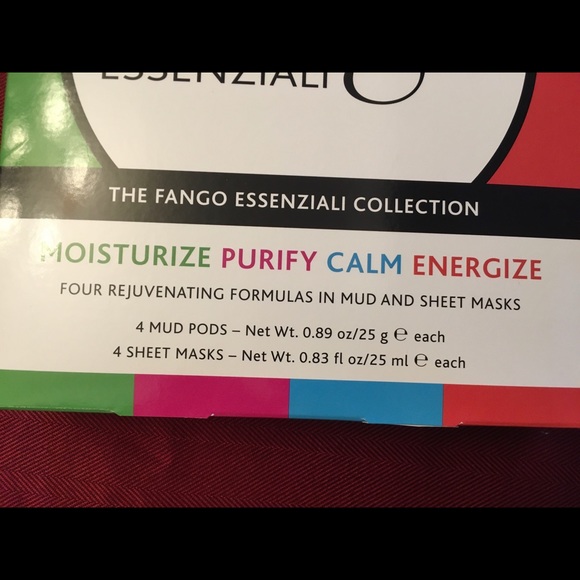 ESSENZIALI
THE FANGO ESSENZIALI COLLECTION
MOISTURIZE PURIFY CALM ENERGIZE
FOUR REJUVENATING FORMULAS IN MUD AND SHEET MASKS
4 MUD PODS – Net Wt. 0.89 oz/25 g ℮ each
4 SHEET MASKS – Net Wt. 0.83 fl oz/25 ml ℮ each